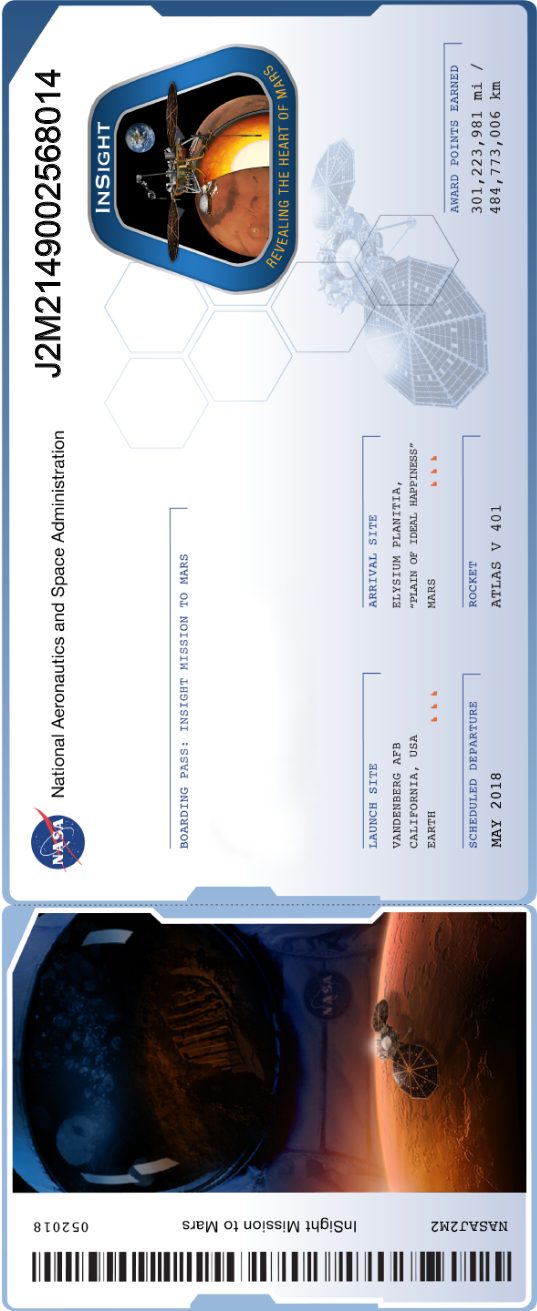 National Aeronautics and Space Administration
J2M2149002568014
NASA
INSIGHT
REVEALING THE HEART OF MARS
BOARDING PASS: INSIGHT MISSION TO MARS
LAUNCH SITE
VANDENBERG AFB
CALIFORNIA, USA
EARTH
ARRIVAL SITE
ELYSIUM PLANITIA,
"PLAIN OF IDEAL HAPPINESS"
MARS
AWARD POINTS EARNED
301,223,981 mi /
484,773,006 km
SCHEDULED DEPARTURE
MAY 2018
ROCKET
ATLAS V 401
NASA
NASAJ2M2
InSight Mission to Mars
052018